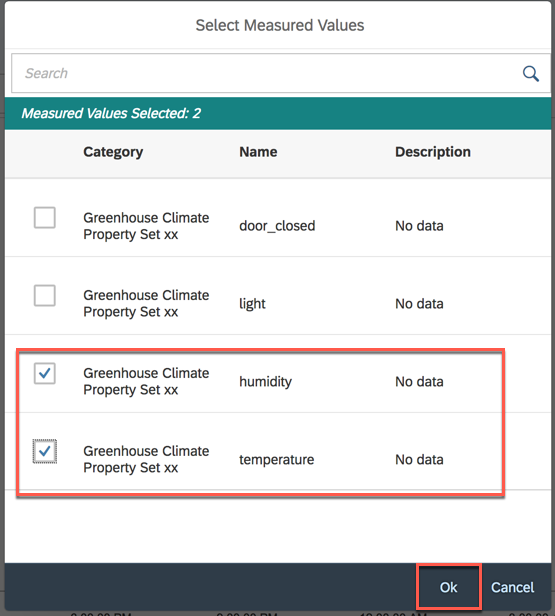 Select Measured Values
Search
Measured Values Selected: 2
Category Name Description
Greenhouse Climate
Property Set xx
door_closed No data
Greenhouse Climate
Property Set xx
light No data
Greenhouse Climate
Property Set xx
humidity No data
Greenhouse Climate
Property Set xx
temperature No data
Ok Cancel